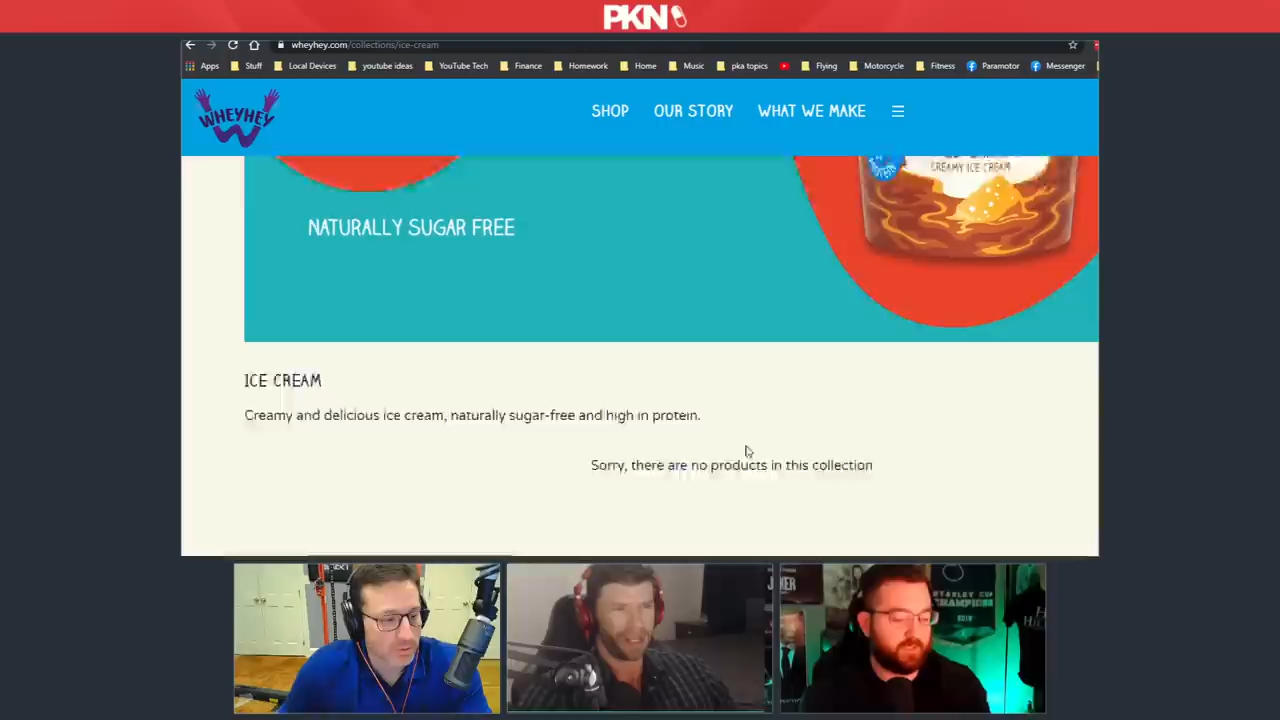 PKN
wheyhey.com/collections/ice-cream
Apps Stuff Local Devices youtube ideas YouTube Tech Finance Homework Home Music pka topics Flying Motorcycle Fitness Paramotor Messenger
WHEYHEY
SHOP OUR STORY WHAT WE MAKE
CREAMY ICE CREAM
NATURALLY SUGAR FREE
ICE CREAM
Creamy and delicious ice cream, naturally sugar-free and high in protein.
Sorry, there are no products in this collection